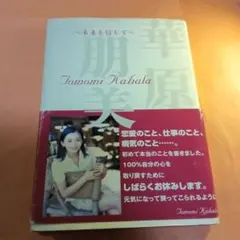 〜未来を信じて〜
華原
朋美
Tomomi Kahala
恋愛のこと、仕事のこと、
病気のこと……。
初めて本当のことを書きました。
100%自分の心を
取り戻すために
しばらくお休みします。
元気になって戻ってこられるように
Tomomi Kahala